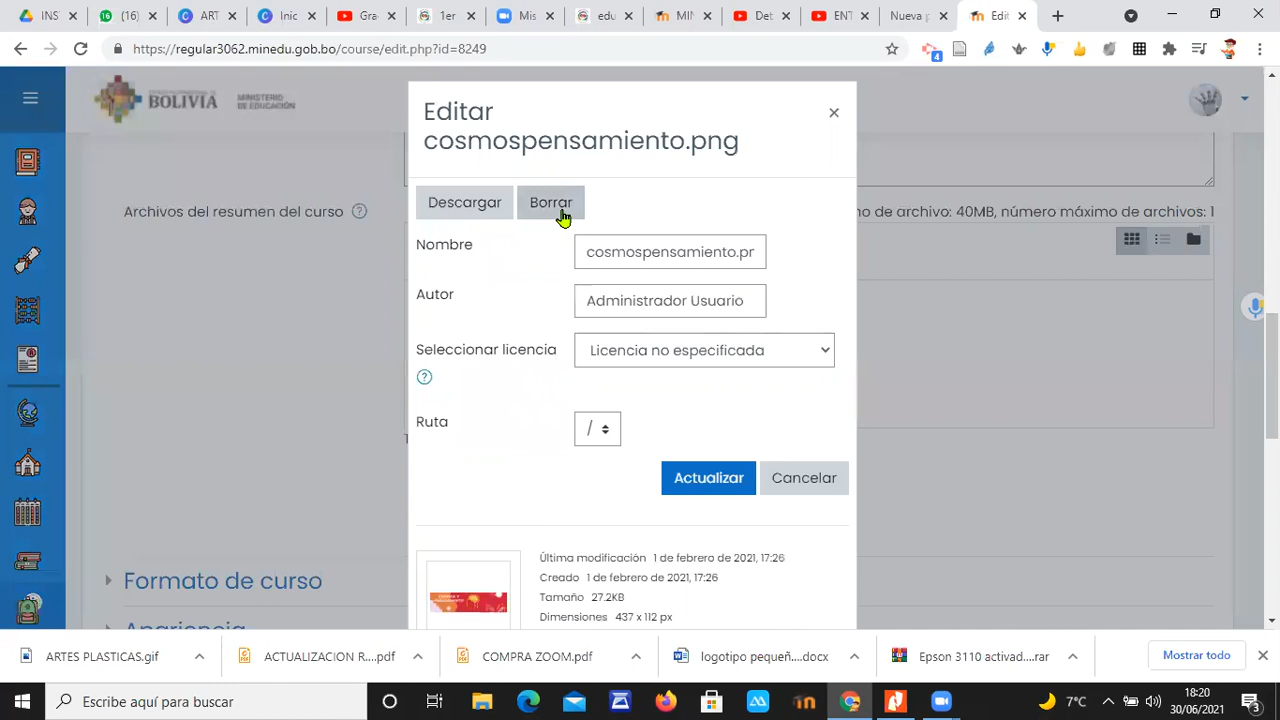 INS
(16)
ART
Inic
Gra
1er
Mis
edu
MIN
Det
ENT
Nueva p
Edit
https://regular3062.minedu.gob.bo/course/edit.php?id=8249
4
BOLIVIA
MINISTERIO
DE EDUCACIÓN
Editar
cosmospensamiento.png
×
Descargar
Borrar
Archivos del resumen del curso
?
mo de archivo: 40MB, número máximo de archivos: 1
Nombre
cosmospensamiento.pr
Autor
Administrador Usuario
Seleccionar licencia
Licencia no especificada
?
Ruta
/
Actualizar
Cancelar
Última modificación 1 de febrero de 2021, 17:26
Creado 1 de febrero de 2021, 17:26
Tamaño 27.2KB
Dimensiones 437 x 112 px
Formato de curso
Apariencia
ARTES PLASTICAS.gif
ACTUALIZACION R....pdf
COMPRA ZOOM.pdf
logotipo pequeñ....docx
Epson 3110 activad....rar
Mostrar todo
Escribe aquí para buscar
7°C
18:20
30/06/2021
3